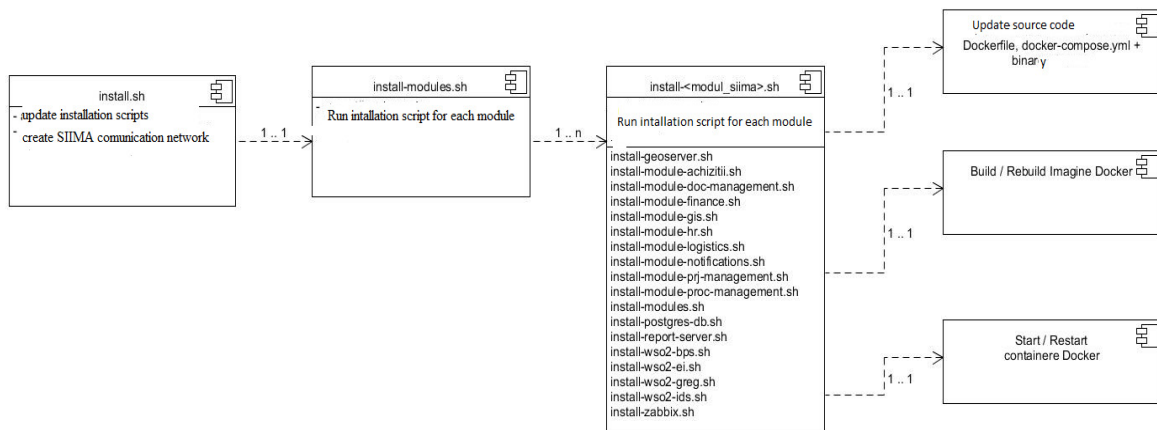 install.sh
- update installation scripts
- create SIIMA comunication network
1 .. 1
install-modules.sh
-
Run intallation script for each module
1 .. n
install-<modul_siima>.sh
Run intallation script for each module
install-geoserver.sh
install-module-achizitii.sh
install-module-doc-management.sh
install-module-finance.sh
install-module-gis.sh
install-module-hr.sh
install-module-logistics.sh
install-module-notifications.sh
install-module-prj-management.sh
install-module-proc-management.sh
install-modules.sh
install-postgres-db.sh
install-report-server.sh
install-wso2-bps.sh
install-wso2-ei.sh
install-wso2-greg.sh
install-wso2-ids.sh
install-zabbix.sh
1 .. 1
Update source code
Dockerfile, docker-compose.yml +
binary
1 .. 1
Build / Rebuild Imagine Docker
1 .. 1
Start / Restart
containere Docker